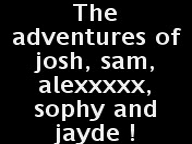 The
adventures of
josh, sam,
alexxxxx,
sophy and
jayde !